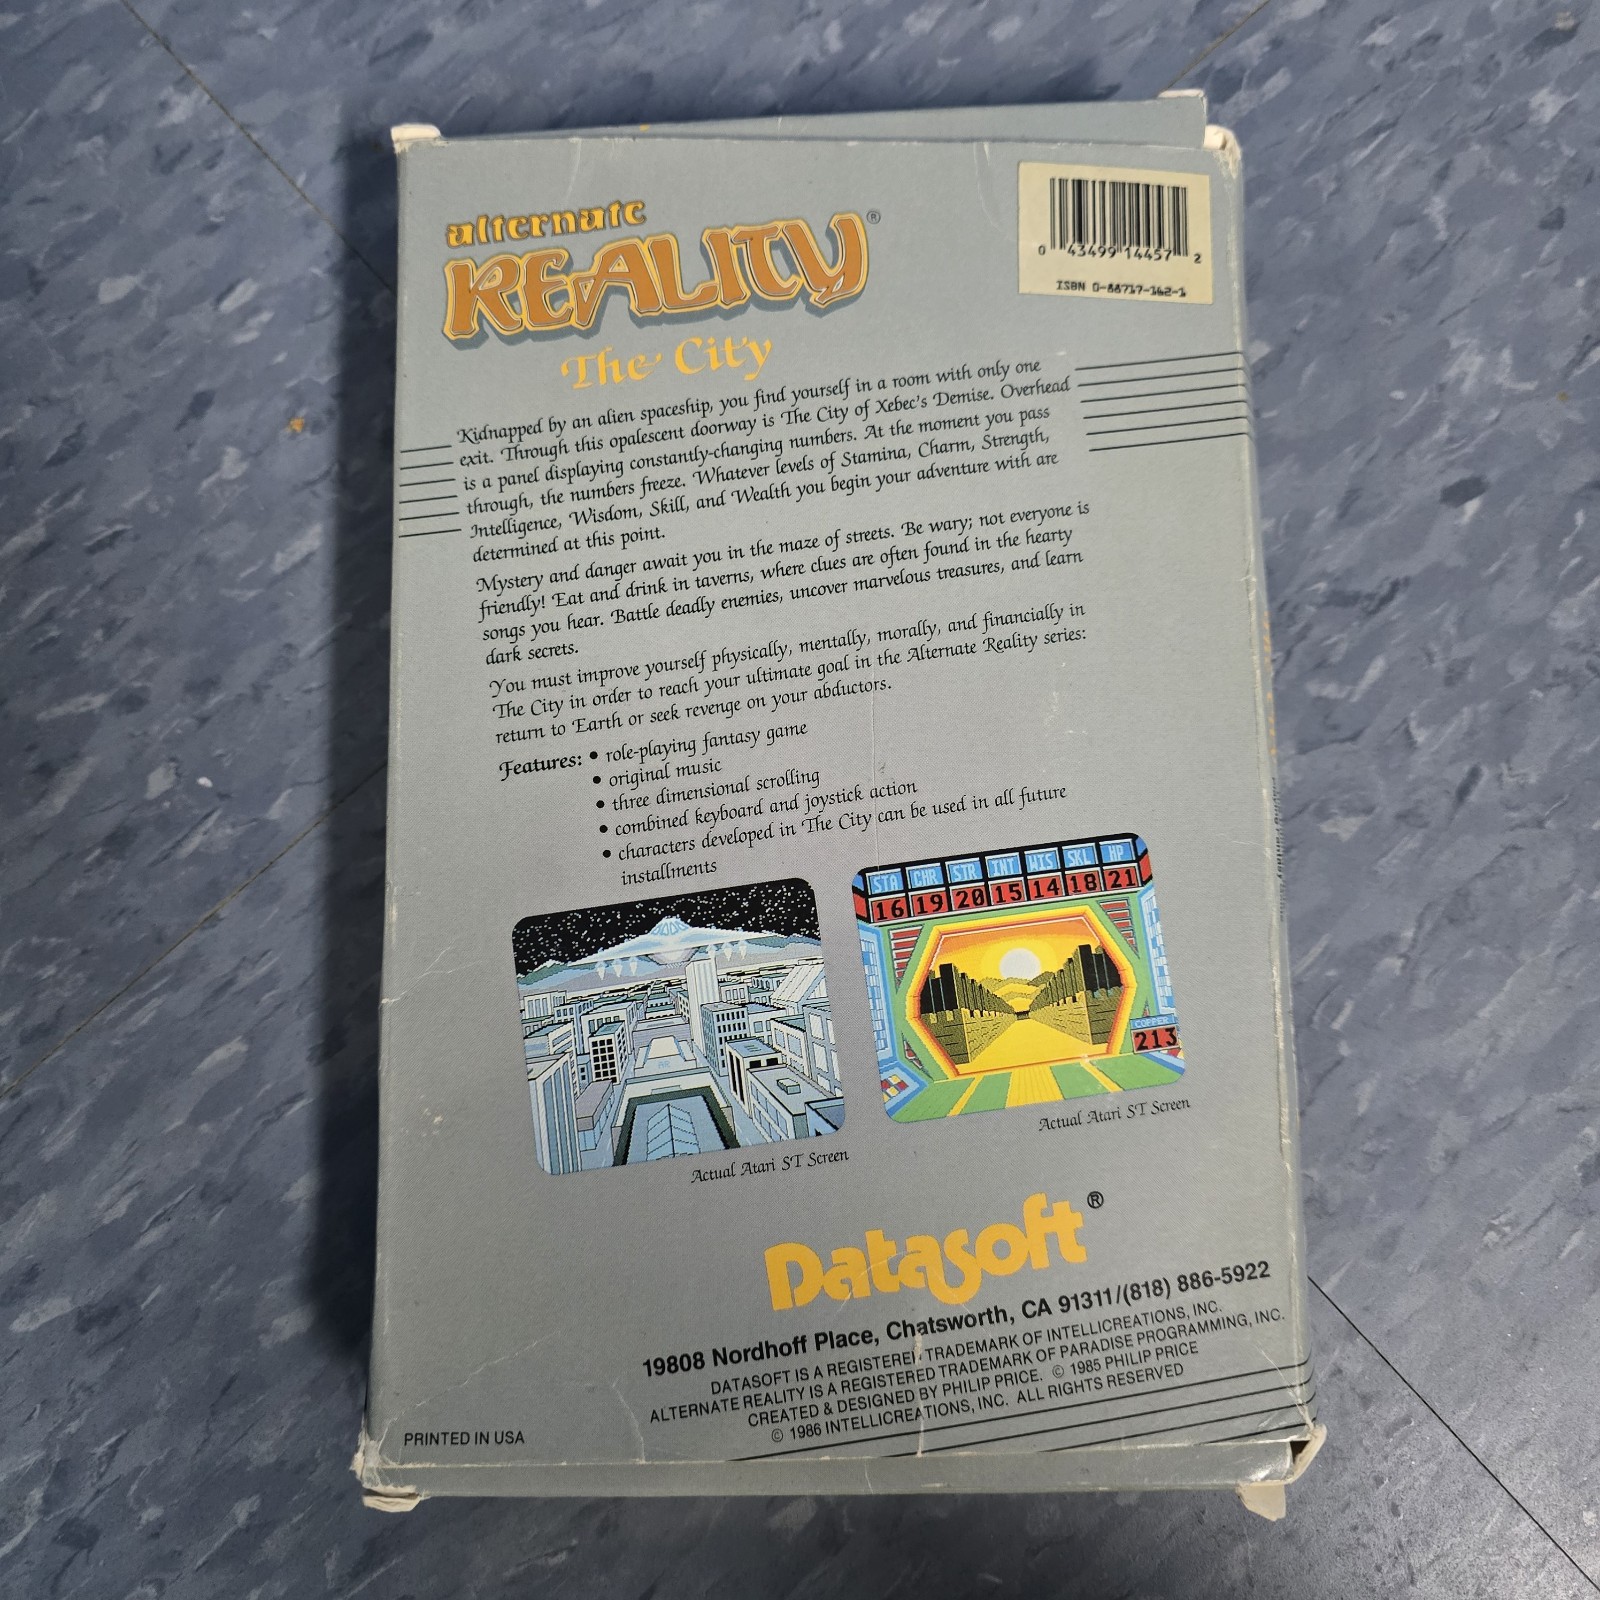 alternate
REALITY®
The City
0 43499 14457 2
ISBN 0-88717-162-1
Kidnapped by an alien spaceship, you find yourself in a room with only one
exit. Through this opalescent doorway is The City of Xebec's Demise. Overhead
is a panel displaying constantly-changing numbers. At the moment you pass
through, the numbers freeze. Whatever levels of Stamina, Charm, Strength,
Intelligence, Wisdom, Skill, and Wealth you begin your adventure with are
determined at this point.
Mystery and danger await you in the maze of streets. Be wary; not everyone is
friendly! Eat and drink in taverns, where clues are often found in the hearty
songs you hear. Battle deadly enemies, uncover marvelous treasures, and learn
dark secrets.
You must improve yourself physically, mentally, morally, and financially in
The City in order to reach your ultimate goal in the Alternate Reality series:
return to Earth or seek revenge on your abductors.
Features: • role-playing fantasy game
• original music
• three dimensional scrolling
• combined keyboard and joystick action
• characters developed in The City can be used in all future
installments
STA CHR STR INT WIS SKL HP
16 19 20 15 14 18 21
COPPER
213
Actual Atari ST Screen
Actual Atari ST Screen
Datasoft®
19808 Nordhoff Place, Chatsworth, CA 91311/(818) 886-5922
DATASOFT IS A REGISTERED TRADEMARK OF INTELLICREATIONS, INC.
ALTERNATE REALITY IS A REGISTERED TRADEMARK OF PARADISE PROGRAMMING, INC.
CREATED & DESIGNED BY PHILIP PRICE. © 1985 PHILIP PRICE
© 1986 INTELLICREATIONS, INC. ALL RIGHTS RESERVED
PRINTED IN USA